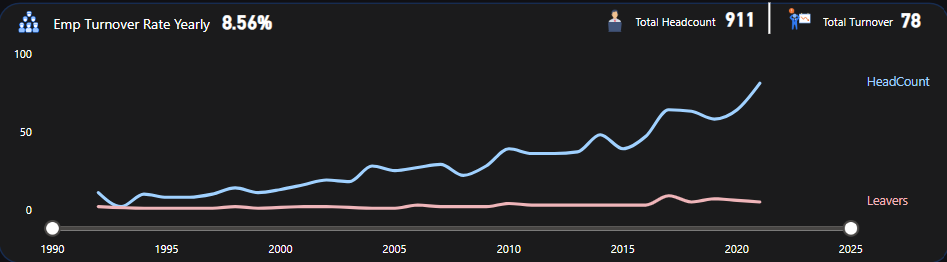 Emp Turnover Rate Yearly 8.56% Total Headcount 911 Total Turnover 78
100
HeadCount
50
Leavers
0
1990 1995 2000 2005 2010 2015 2020 2025